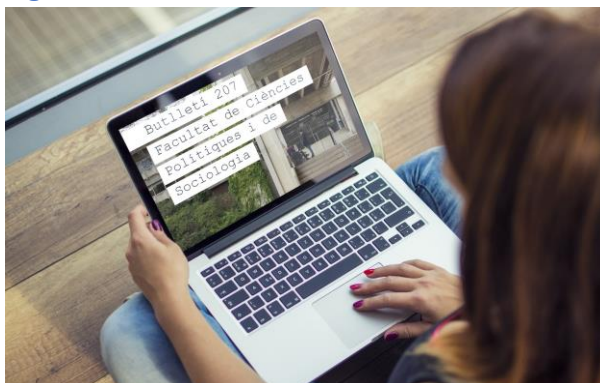 Butlletí 207
Facultat de Ciències
Polítiques i de
Sociologia